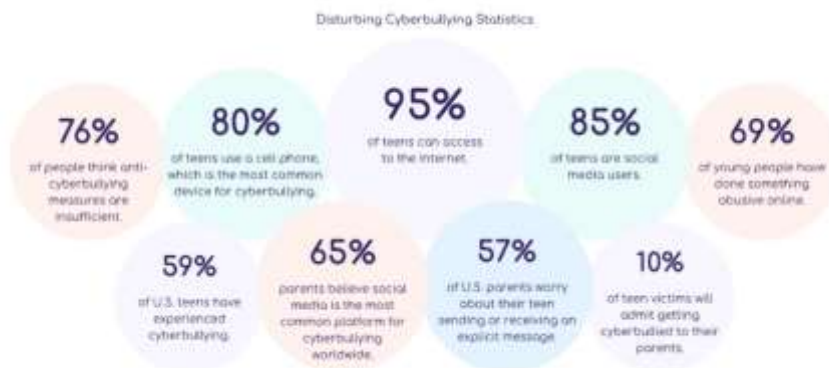 Disturbing Cyberbullying Statistics
76%
of people think anti-
cyberbullying
measures are
insufficient.
80%
of teens use a cell phone,
which is the most common
device for cyberbullying.
95%
of teens can access
to the internet.
85%
of teens are social
media users.
69%
of young people have
done something
abusive online.
59%
of U.S. teens have
experienced
cyberbullying.
65%
parents believe social
media is the most
common platform for
cyberbullying
worldwide.
57%
of U.S. parents worry
about their teen
sending or receiving an
explicit message
10%
of teen victims will
admit getting
cyberbullied to their
parents.